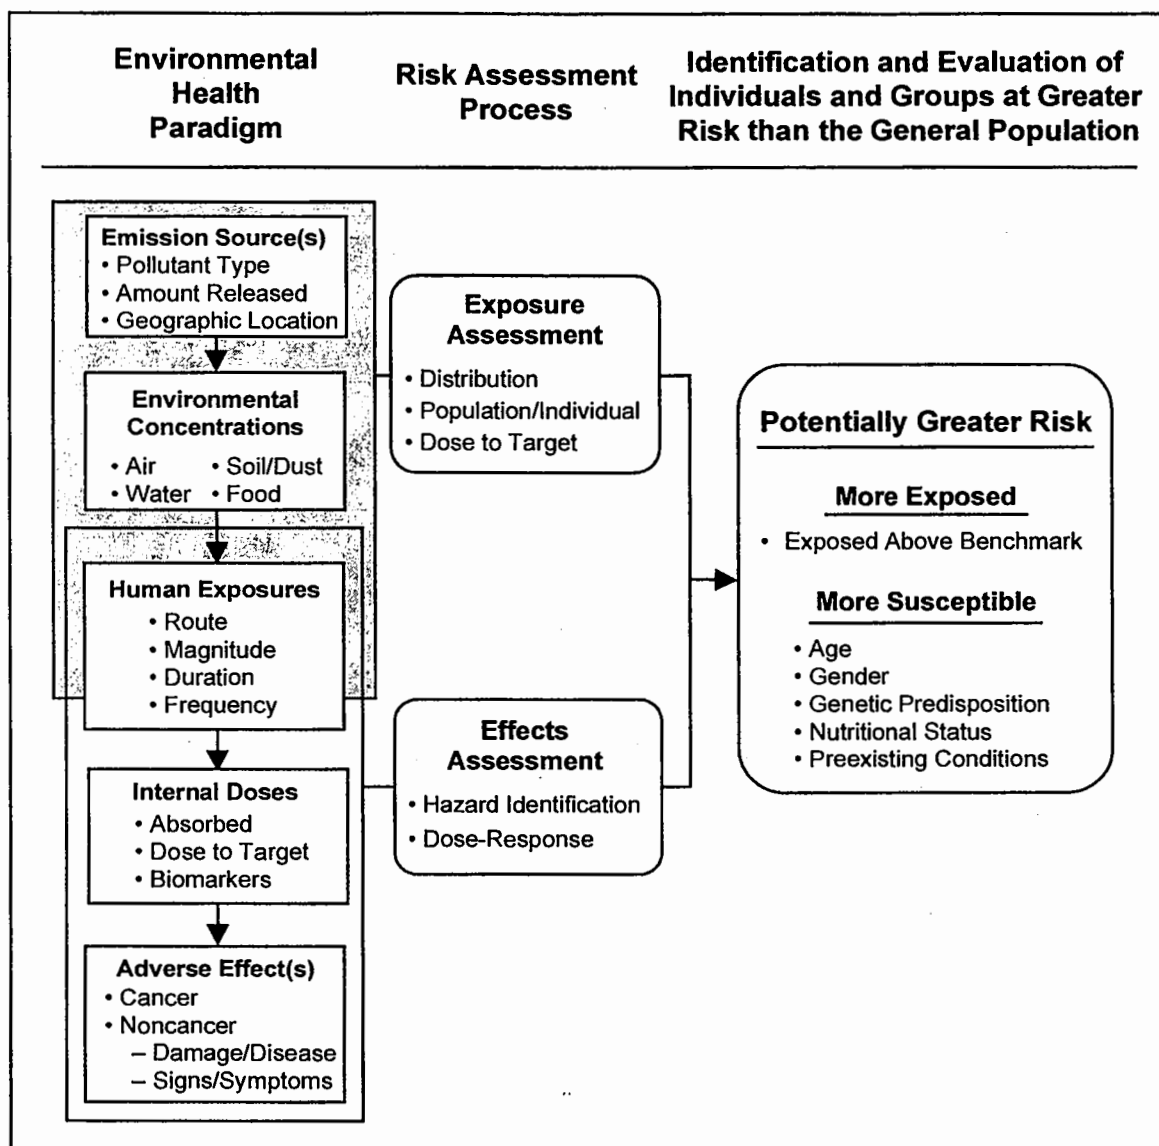 Environmental
Health
Paradigm
Risk Assessment
Process
Identification and Evaluation of
Individuals and Groups at Greater
Risk than the General Population
Emission Source(s)
• Pollutant Type
• Amount Released
• Geographic Location
Environmental
Concentrations
• Air • Soil/Dust
• Water • Food
Human Exposures
• Route
• Magnitude
• Duration
• Frequency
Internal Doses
• Absorbed
• Dose to Target
• Biomarkers
Adverse Effect(s)
• Cancer
• Noncancer
– Damage/Disease
– Signs/Symptoms
Exposure
Assessment
• Distribution
• Population/Individual
• Dose to Target
Effects
Assessment
• Hazard Identification
• Dose-Response
Potentially Greater Risk
More Exposed
• Exposed Above Benchmark
More Susceptible
• Age
• Gender
• Genetic Predisposition
• Nutritional Status
• Preexisting Conditions